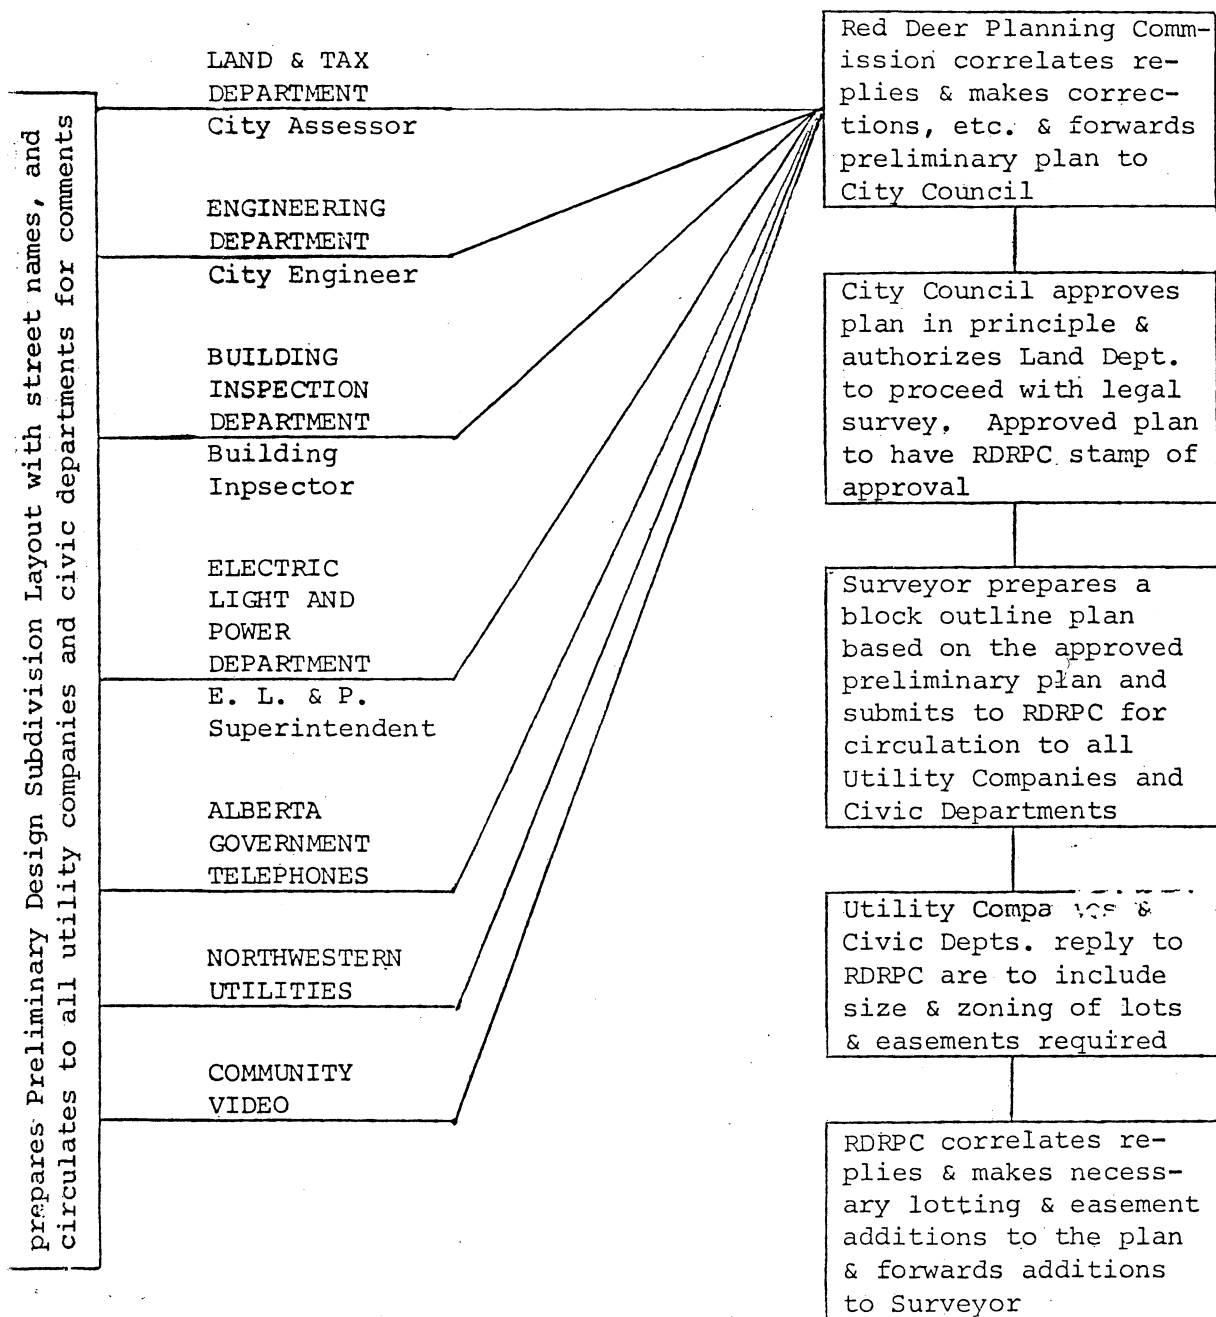 prepares Preliminary Design Subdivision Layout with street names, and
circulates to all utility companies and civic departments for comments
LAND & TAX
DEPARTMENT
City Assessor
ENGINEERING
DEPARTMENT
City Engineer
BUILDING
INSPECTION
DEPARTMENT
Building
Inpsector
ELECTRIC
LIGHT AND
POWER
DEPARTMENT
E. L. & P.
Superintendent
ALBERTA
GOVERNMENT
TELEPHONES
NORTHWESTERN
UTILITIES
COMMUNITY
VIDEO
Red Deer Planning Comm-
ission correlates re-
plies & makes correc-
tions, etc. & forwards
preliminary plan to
City Council
City Council approves
plan in principle &
authorizes Land Dept.
to proceed with legal
survey. Approved plan
to have RDRPC stamp of
approval
Surveyor prepares a
block outline plan
based on the approved
preliminary plan and
submits to RDRPC for
circulation to all
Utility Companies and
Civic Departments
Utility &
Civic Depts. reply to
RDRPC are to include
size & zoning of lots
& easements required
RDRPC correlates re-
plies & makes necess-
ary lotting & easement
additions to the plan
& forwards additions
to Surveyor